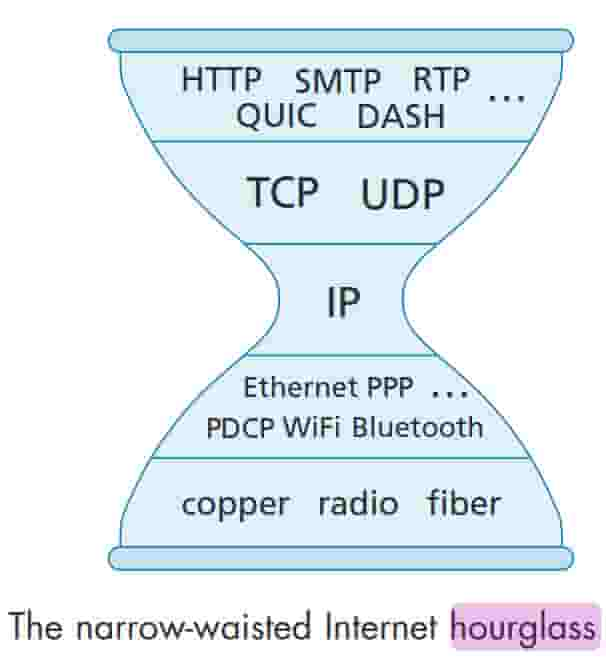 HTTP SMTP RTP ...
QUIC DASH
TCP UDP
IP
Ethernet PPP ...
PDCP WiFi Bluetooth
copper radio fiber
The narrow-waisted Internet hourglass